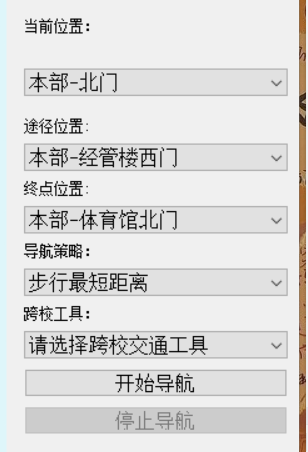 当前位置：
本部-北门
途径位置:
本部-经管楼西门
终点位置:
本部-体育馆北门
导航策略：
步行最短距离
跨校工具：
请选择跨校交通工具
开始导航
停止导航